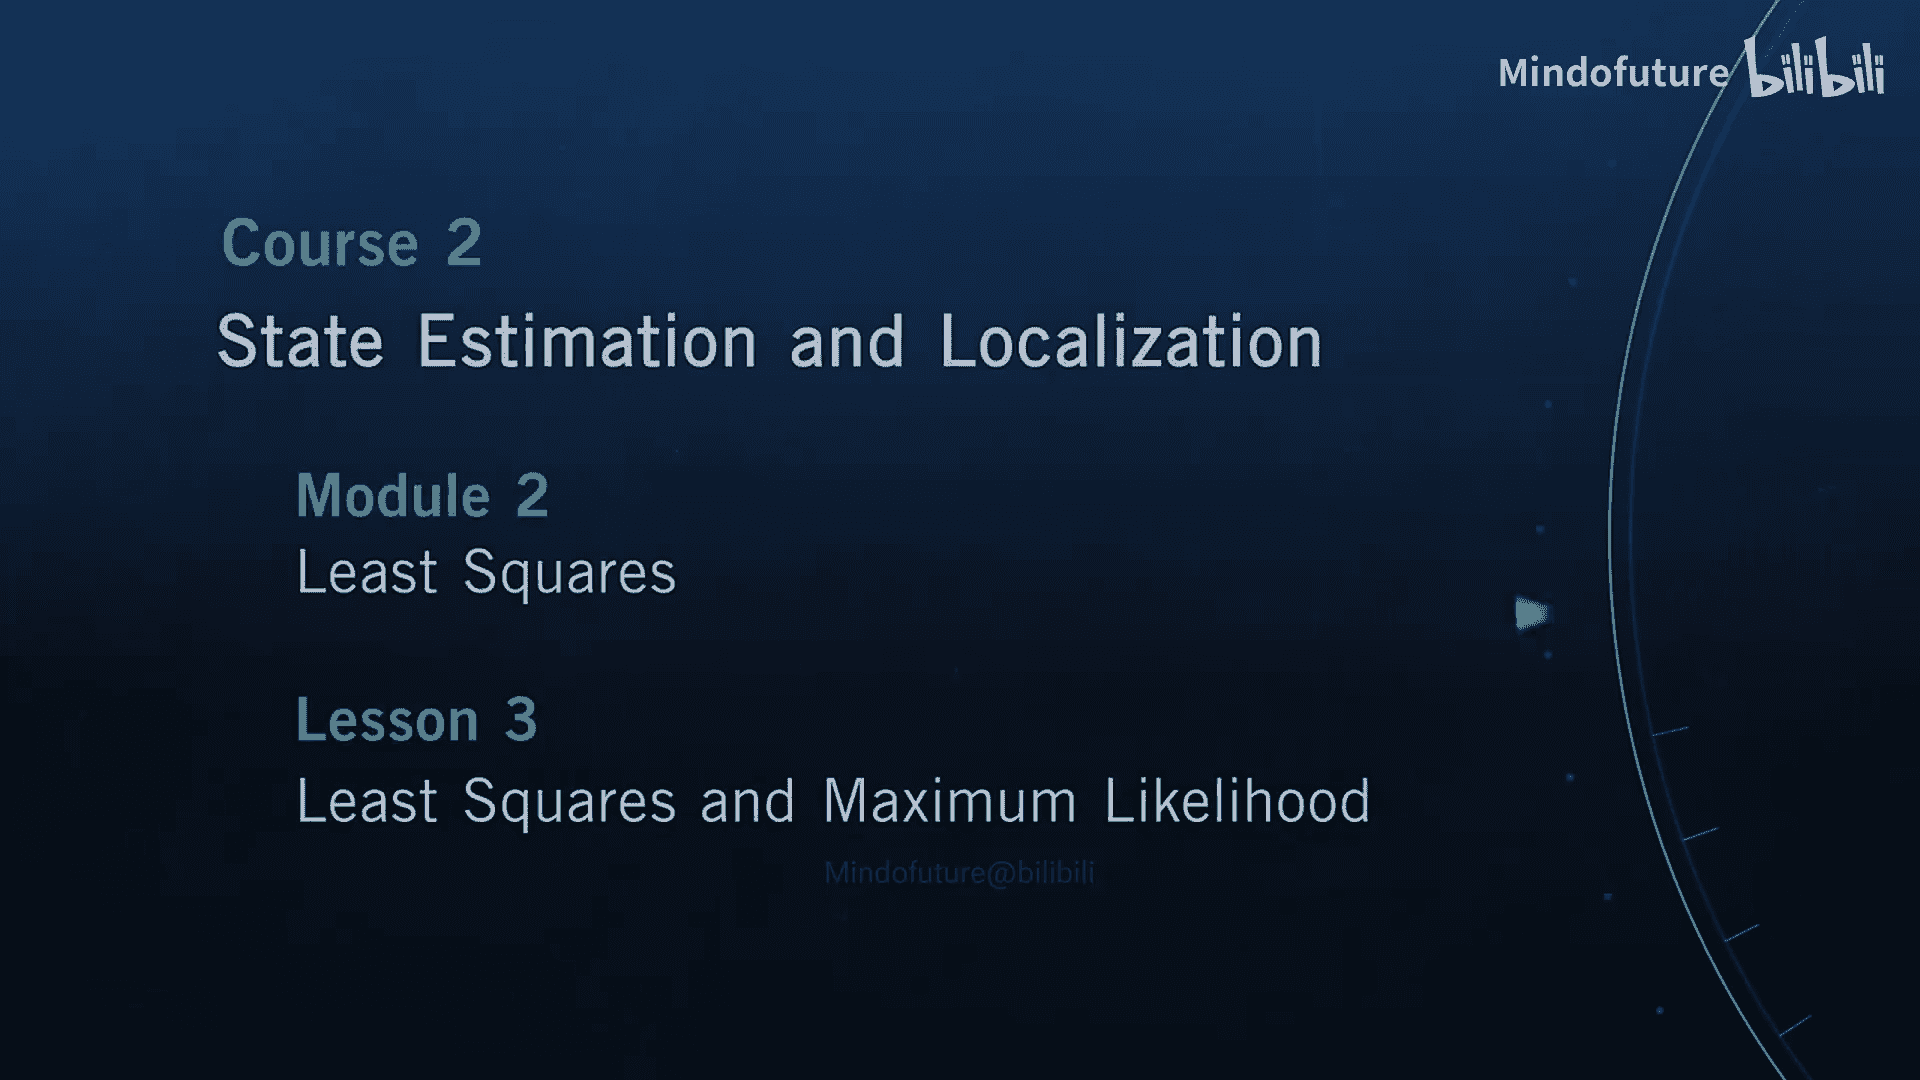 Mindofuture bilibili
Course 2
State Estimation and Localization
Module 2
Least Squares
Lesson 3
Least Squares and Maximum Likelihood
Mindofuture@bilibili